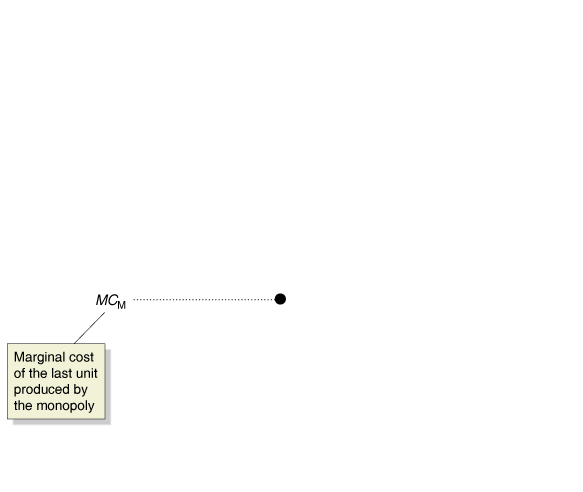 MCM
Marginal cost
of the last unit
produced by
the monopoly